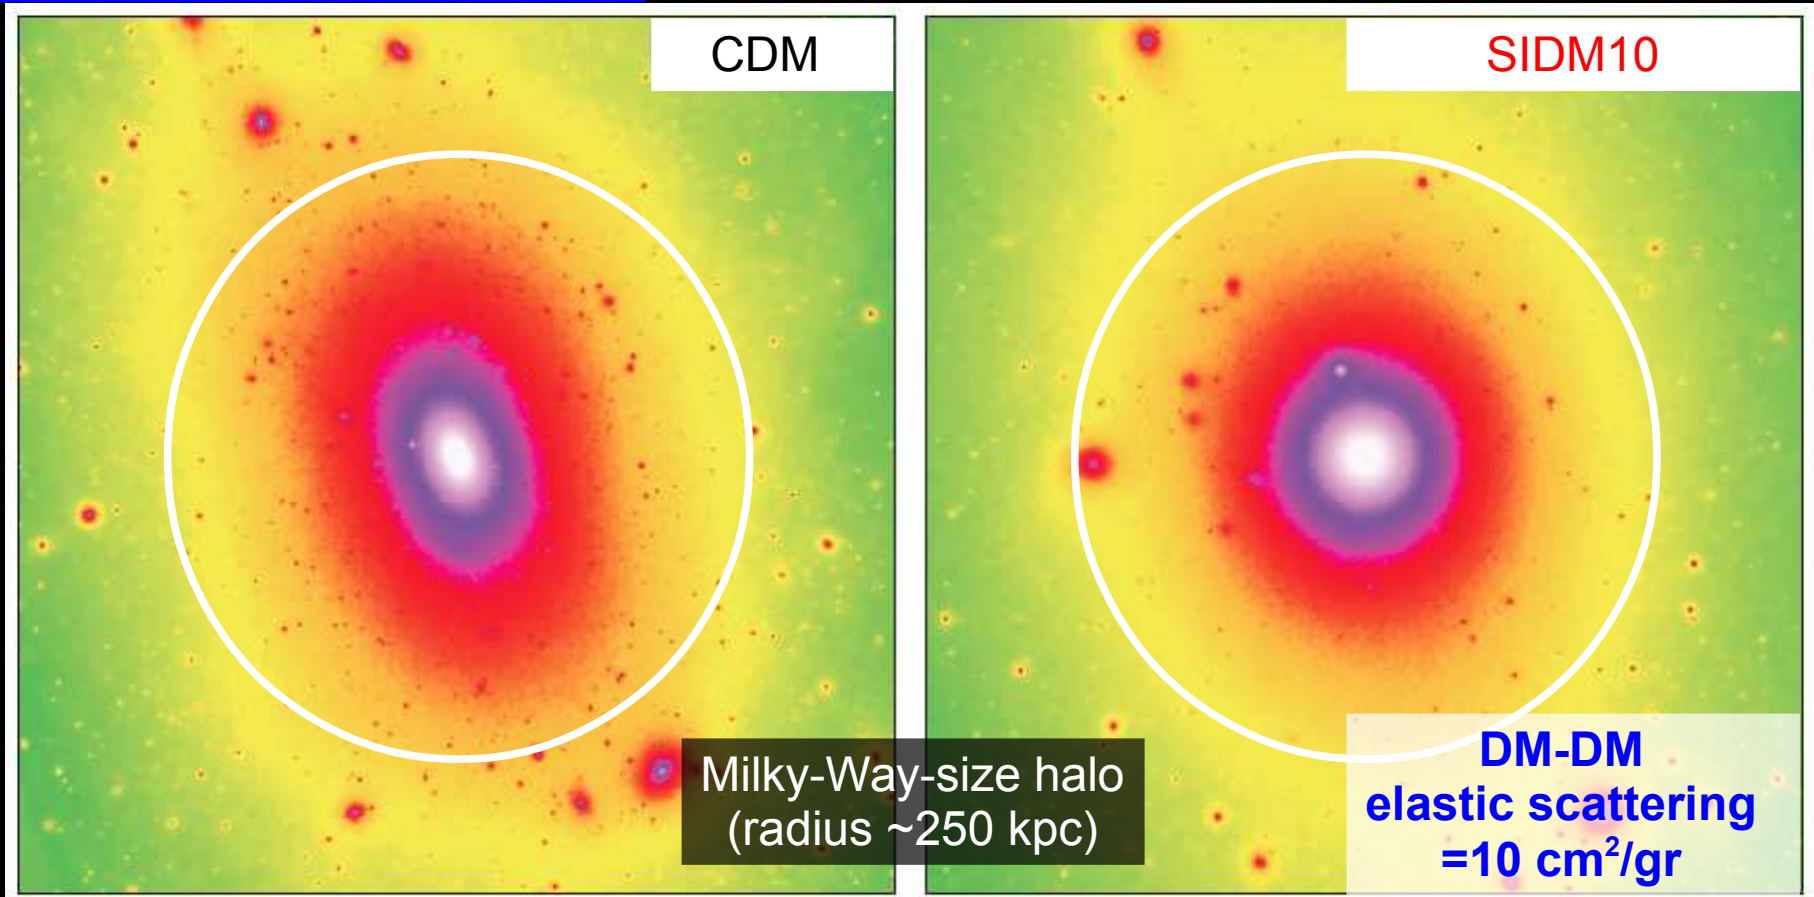 CDM
SIDM10
Milky-Way-size halo
(radius ~250 kpc)
DM-DM
elastic scattering
=10 cm²/gr